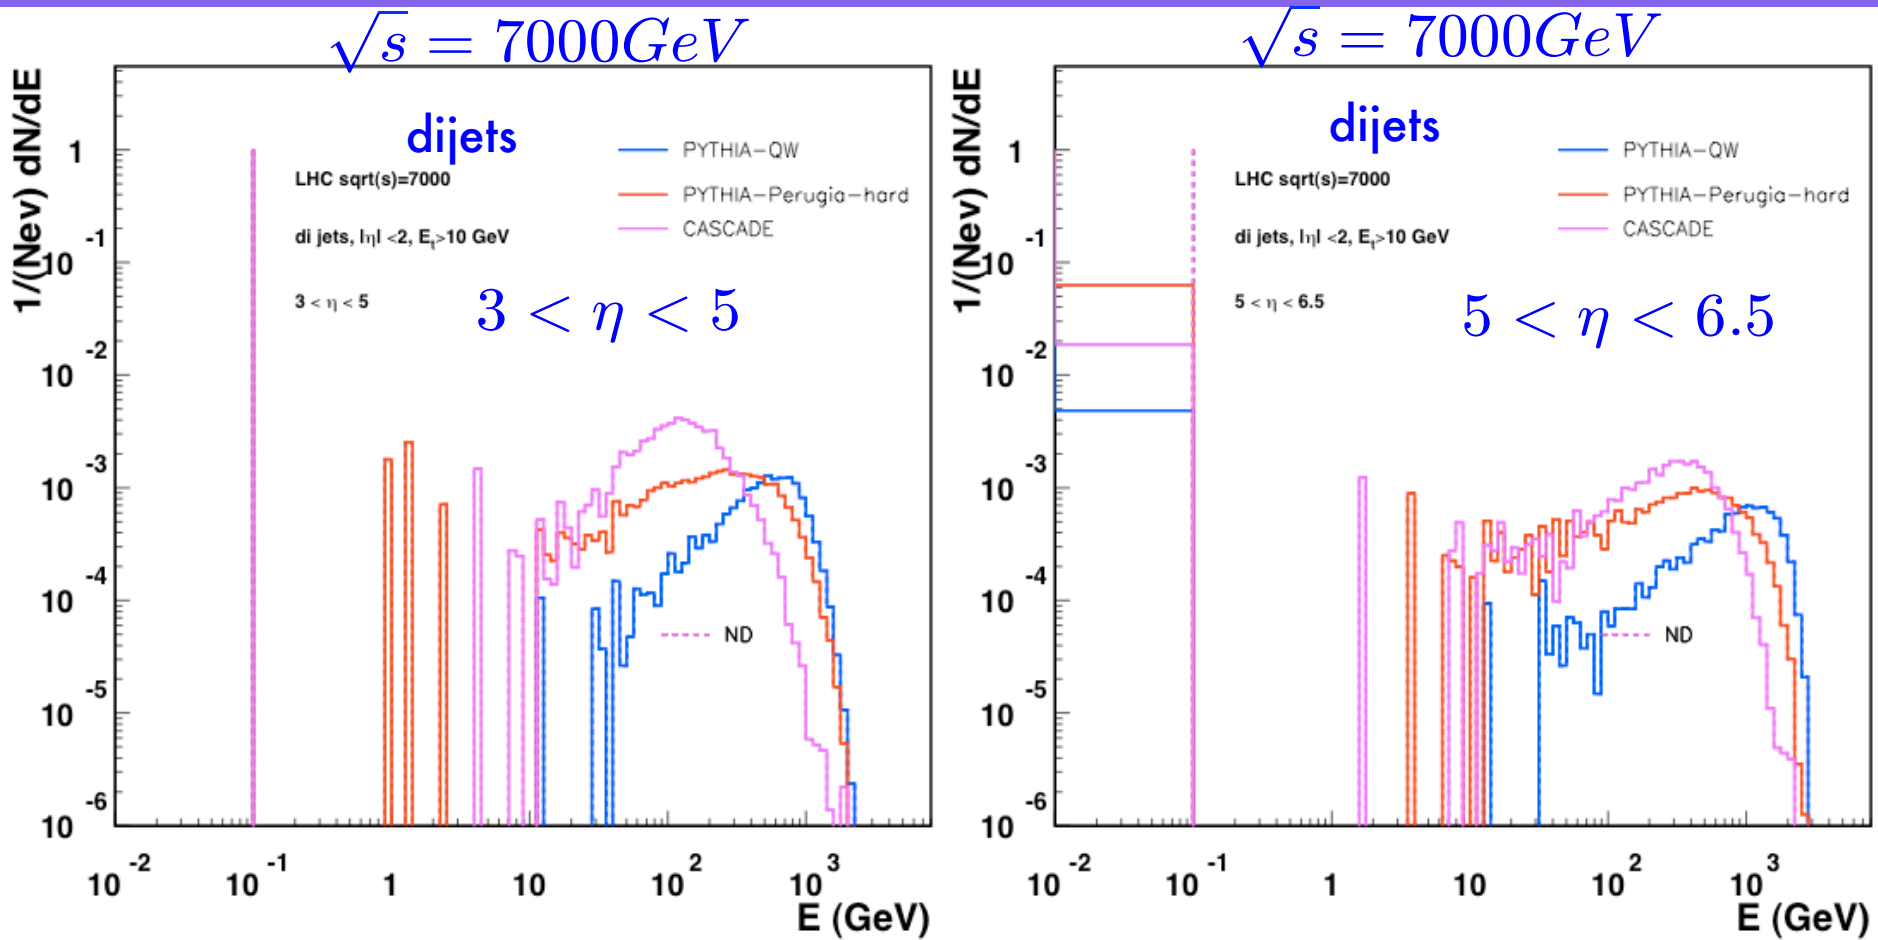 √s = 7000GeV
dijets
PYTHIA−QW
LHC sqrt(s)=7000
PYTHIA−Perugia−hard
CASCADE
di jets, |η| <2, Et>10 GeV
3 < η < 5
3 < η < 5
ND
1/(Nev) dN/dE
1
10^-1
10^-2
10^-3
10^-4
10^-5
10^-6
10^-2
10^-1
1
10
10^2
10^3
E (GeV)
√s = 7000GeV
dijets
PYTHIA−QW
LHC sqrt(s)=7000
PYTHIA−Perugia−hard
CASCADE
di jets, |η| <2, Et>10 GeV
5 < η < 6.5
5 < η < 6.5
ND
1/(Nev) dN/dE
1
10^-1
10^-2
10^-3
10^-4
10^-5
10^-6
10^-2
10^-1
1
10
10^2
10^3
E (GeV)